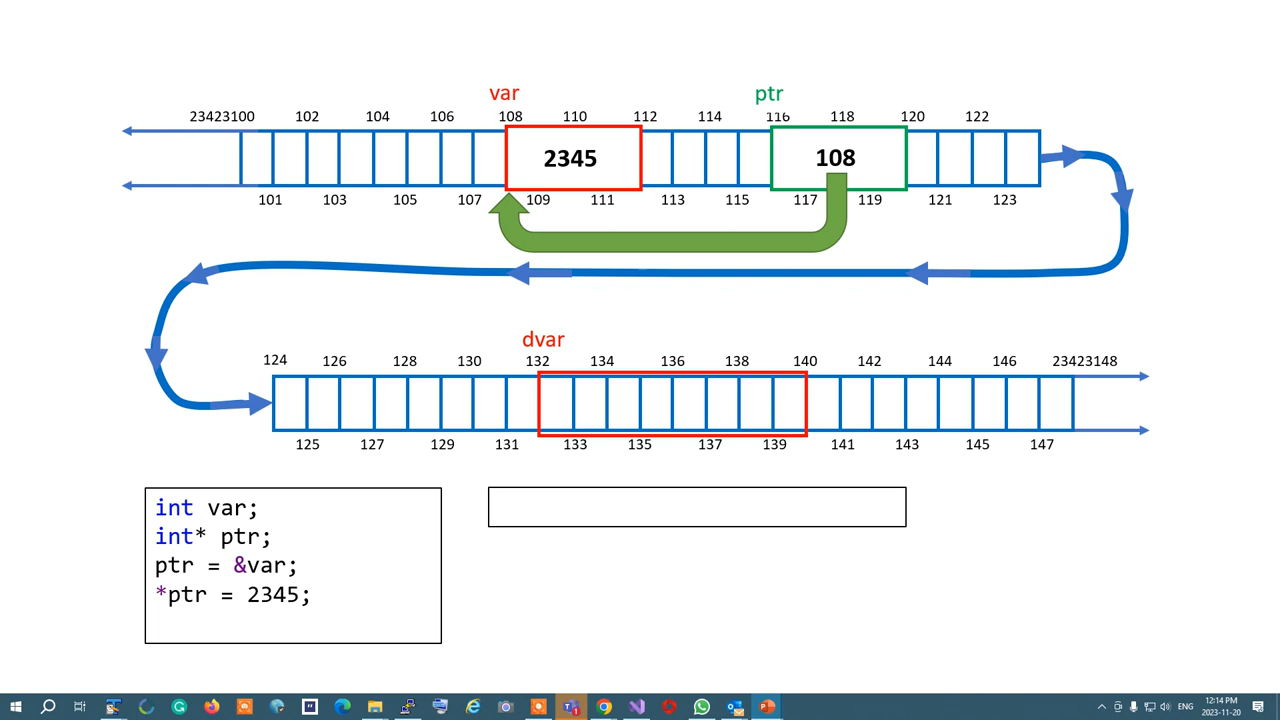 var ptr
23423100 102 104 106 108 110 112 114 116 118 120 122
2345 108
101 103 105 107 109 111 113 115 117 119 121 123
dvar
124 126 128 130 132 134 136 138 140 142 144 146 23423148
125 127 129 131 133 135 137 139 141 143 145 147
int var;
int* ptr;
ptr = &var;
*ptr = 2345;
12:14 PM
ENG
2023-11-20